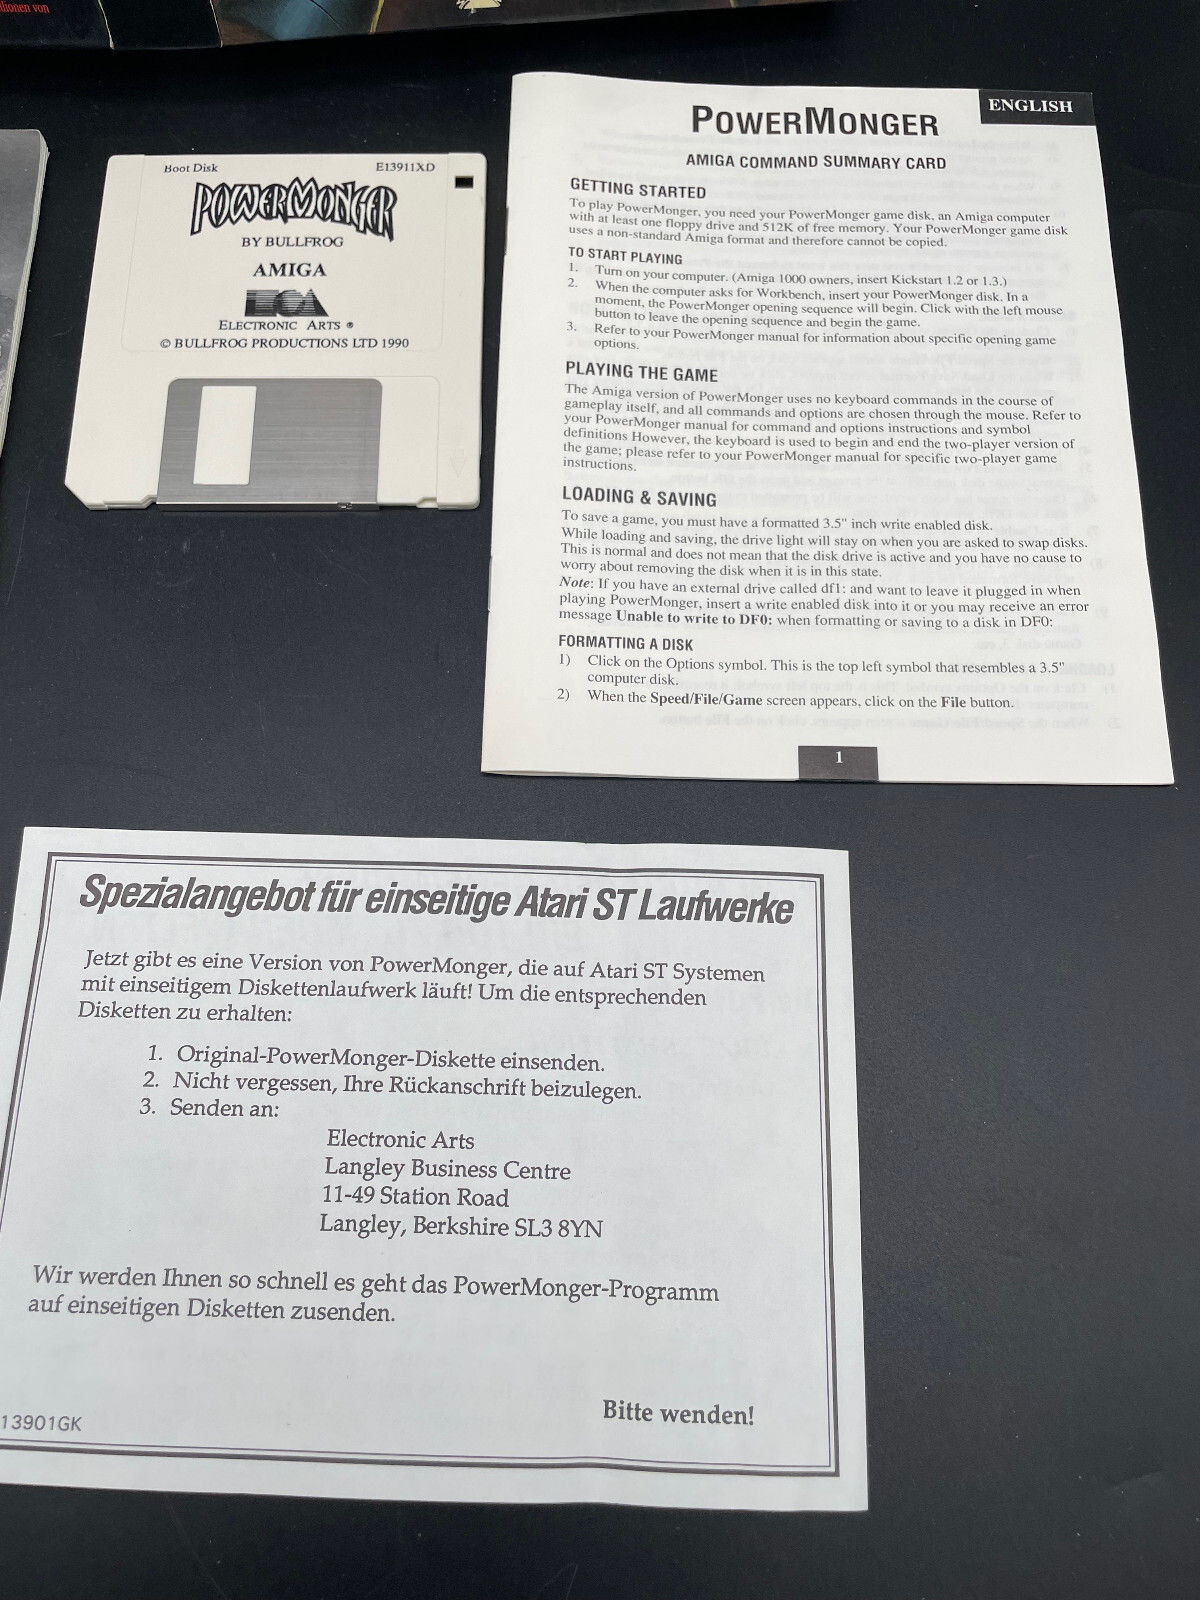 lionen von
Boot Disk
E13911XD
POWERMONGER
BY BULLFROG
AMIGA
ELECTRONIC ARTS ®
© BULLFROG PRODUCTIONS LTD 1990
ENGLISH
POWERMONGER
AMIGA COMMAND SUMMARY CARD
GETTING STARTED
To play PowerMonger, you need your PowerMonger game disk, an Amiga computer
with at least one floppy drive and 512K of free memory. Your PowerMonger game disk
uses a non-standard Amiga format and therefore cannot be copied.
TO START PLAYING
1. Turn on your computer. (Amiga 1000 owners, insert Kickstart 1.2 or 1.3.)
2. When the computer asks for Workbench, insert your PowerMonger disk. In a
moment, the PowerMonger opening sequence will begin. Click with the left mouse
button to leave the opening sequence and begin the game.
3. Refer to your PowerMonger manual for information about specific opening game
options.
PLAYING THE GAME
The Amiga version of PowerMonger uses no keyboard commands in the course of
gameplay itself, and all commands and options are chosen through the mouse. Refer to
your PowerMonger manual for command and options instructions and symbol
definitions However, the keyboard is used to begin and end the two-player version of
the game; please refer to your PowerMonger manual for specific two-player game
instructions.
LOADING & SAVING
To save a game, you must have a formatted 3.5" inch write enabled disk.
While loading and saving, the drive light will stay on when you are asked to swap disks.
This is normal and does not mean that the disk drive is active and you have no cause to
worry about removing the disk when it is in this state.
Note: If you have an external drive called df1: and want to leave it plugged in when
playing PowerMonger, insert a write enabled disk into it or you may receive an error
message Unable to write to DF0: when formatting or saving to a disk in DF0:
FORMATTING A DISK
1) Click on the Options symbol. This is the top left symbol that resembles a 3.5"
computer disk.
2) When the Speed/File/Game screen appears, click on the File button.
1
Spezialangebot für einseitige Atari ST Laufwerke
Jetzt gibt es eine Version von PowerMonger, die auf Atari ST Systemen
mit einseitigem Diskettenlaufwerk läuft! Um die entsprechenden
Disketten zu erhalten:
1. Original-PowerMonger-Diskette einsenden.
2. Nicht vergessen, Ihre Rückanschrift beizulegen.
3. Senden an:
Electronic Arts
Langley Business Centre
11-49 Station Road
Langley, Berkshire SL3 8YN
Wir werden Ihnen so schnell es geht das PowerMonger-Programm
auf einseitigen Disketten zusenden.
Bitte wenden!
13901GK